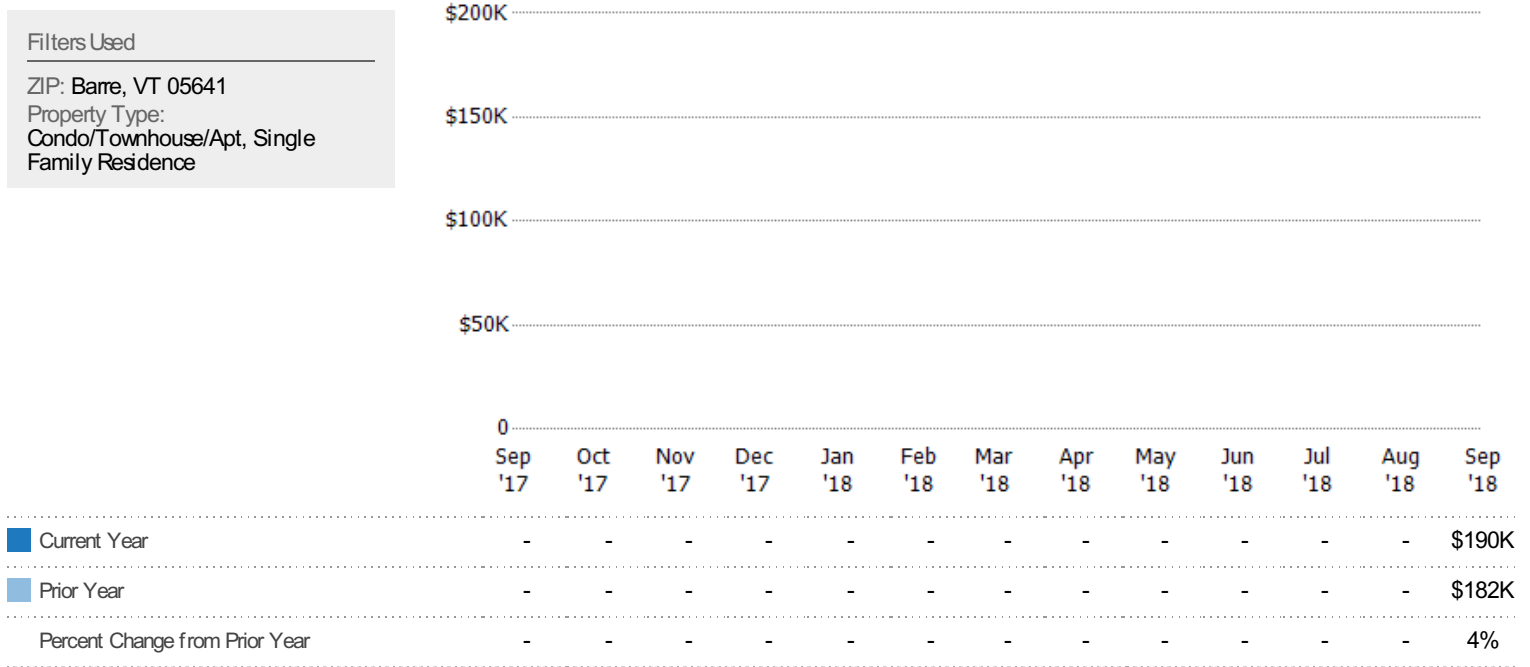 Filters Used
ZIP: Barre, VT 05641
Property Type:
Condo/Townhouse/Apt, Single
Family Residence
$200K
$150K
$100K
$50K
0
Sep Oct Nov Dec Jan Feb Mar Apr May Jun Jul Aug Sep
'17 '17 '17 '17 '18 '18 '18 '18 '18 '18 '18 '18 '18
Current Year - - - - - - - - - - - - $190K
Prior Year - - - - - - - - - - - - $182K
Percent Change from Prior Year - - - - - - - - - - - - 4%